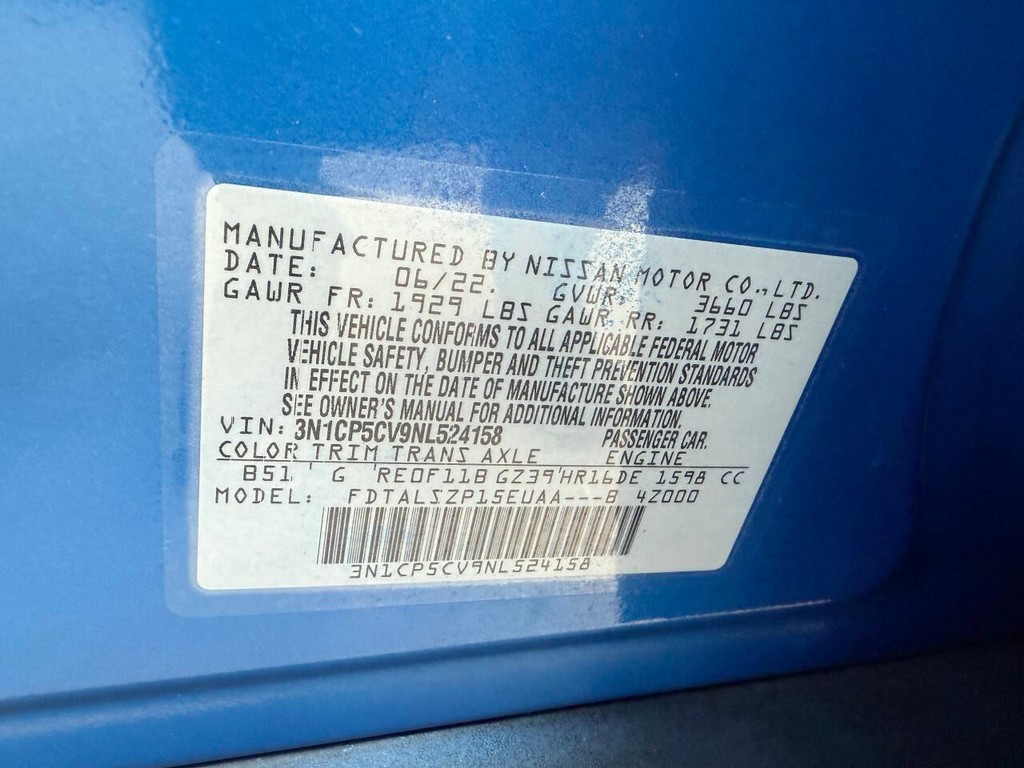 MANUFACTURED BY NISSAN MOTOR CO.,LTD.
DATE: 06/22. GVWR: 3660 LBS
GAWR FR: 1929 LBS GAWR RR: 1731 LBS
THIS VEHICLE CONFORMS TO ALL APPLICABLE FEDERAL MOTOR
VEHICLE SAFETY, BUMPER AND THEFT PREVENTION STANDARDS
IN EFFECT ON THE DATE OF MANUFACTURE SHOWN ABOVE.
SEE OWNER'S MANUAL FOR ADDITIONAL INFORMATION.
VIN: 3N1CP5CV9NL524158 PASSENGER CAR.
COLOR TRIM TRANS AXLE ENGINE
B51 ' G 'RE0F11B GZ39'HR16DE 1598 CC
MODEL: FDTALSZP15EUAA---B 4Z000
3N1CP5CV9NL524158